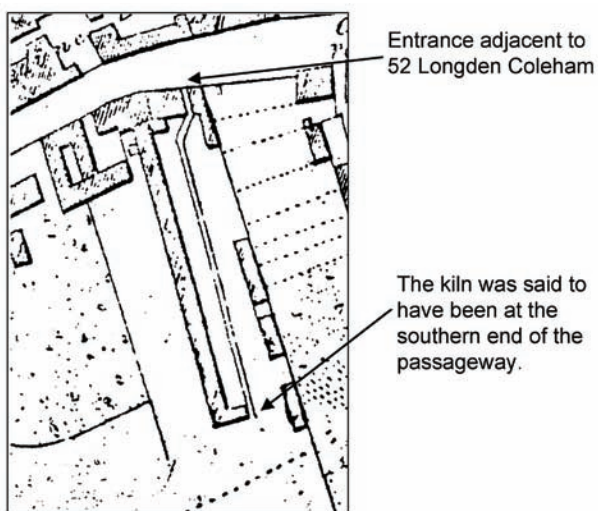 Entrance adjacent to
52 Longden Coleham
The kiln was said to
have been at the
southern end of the
passageway.